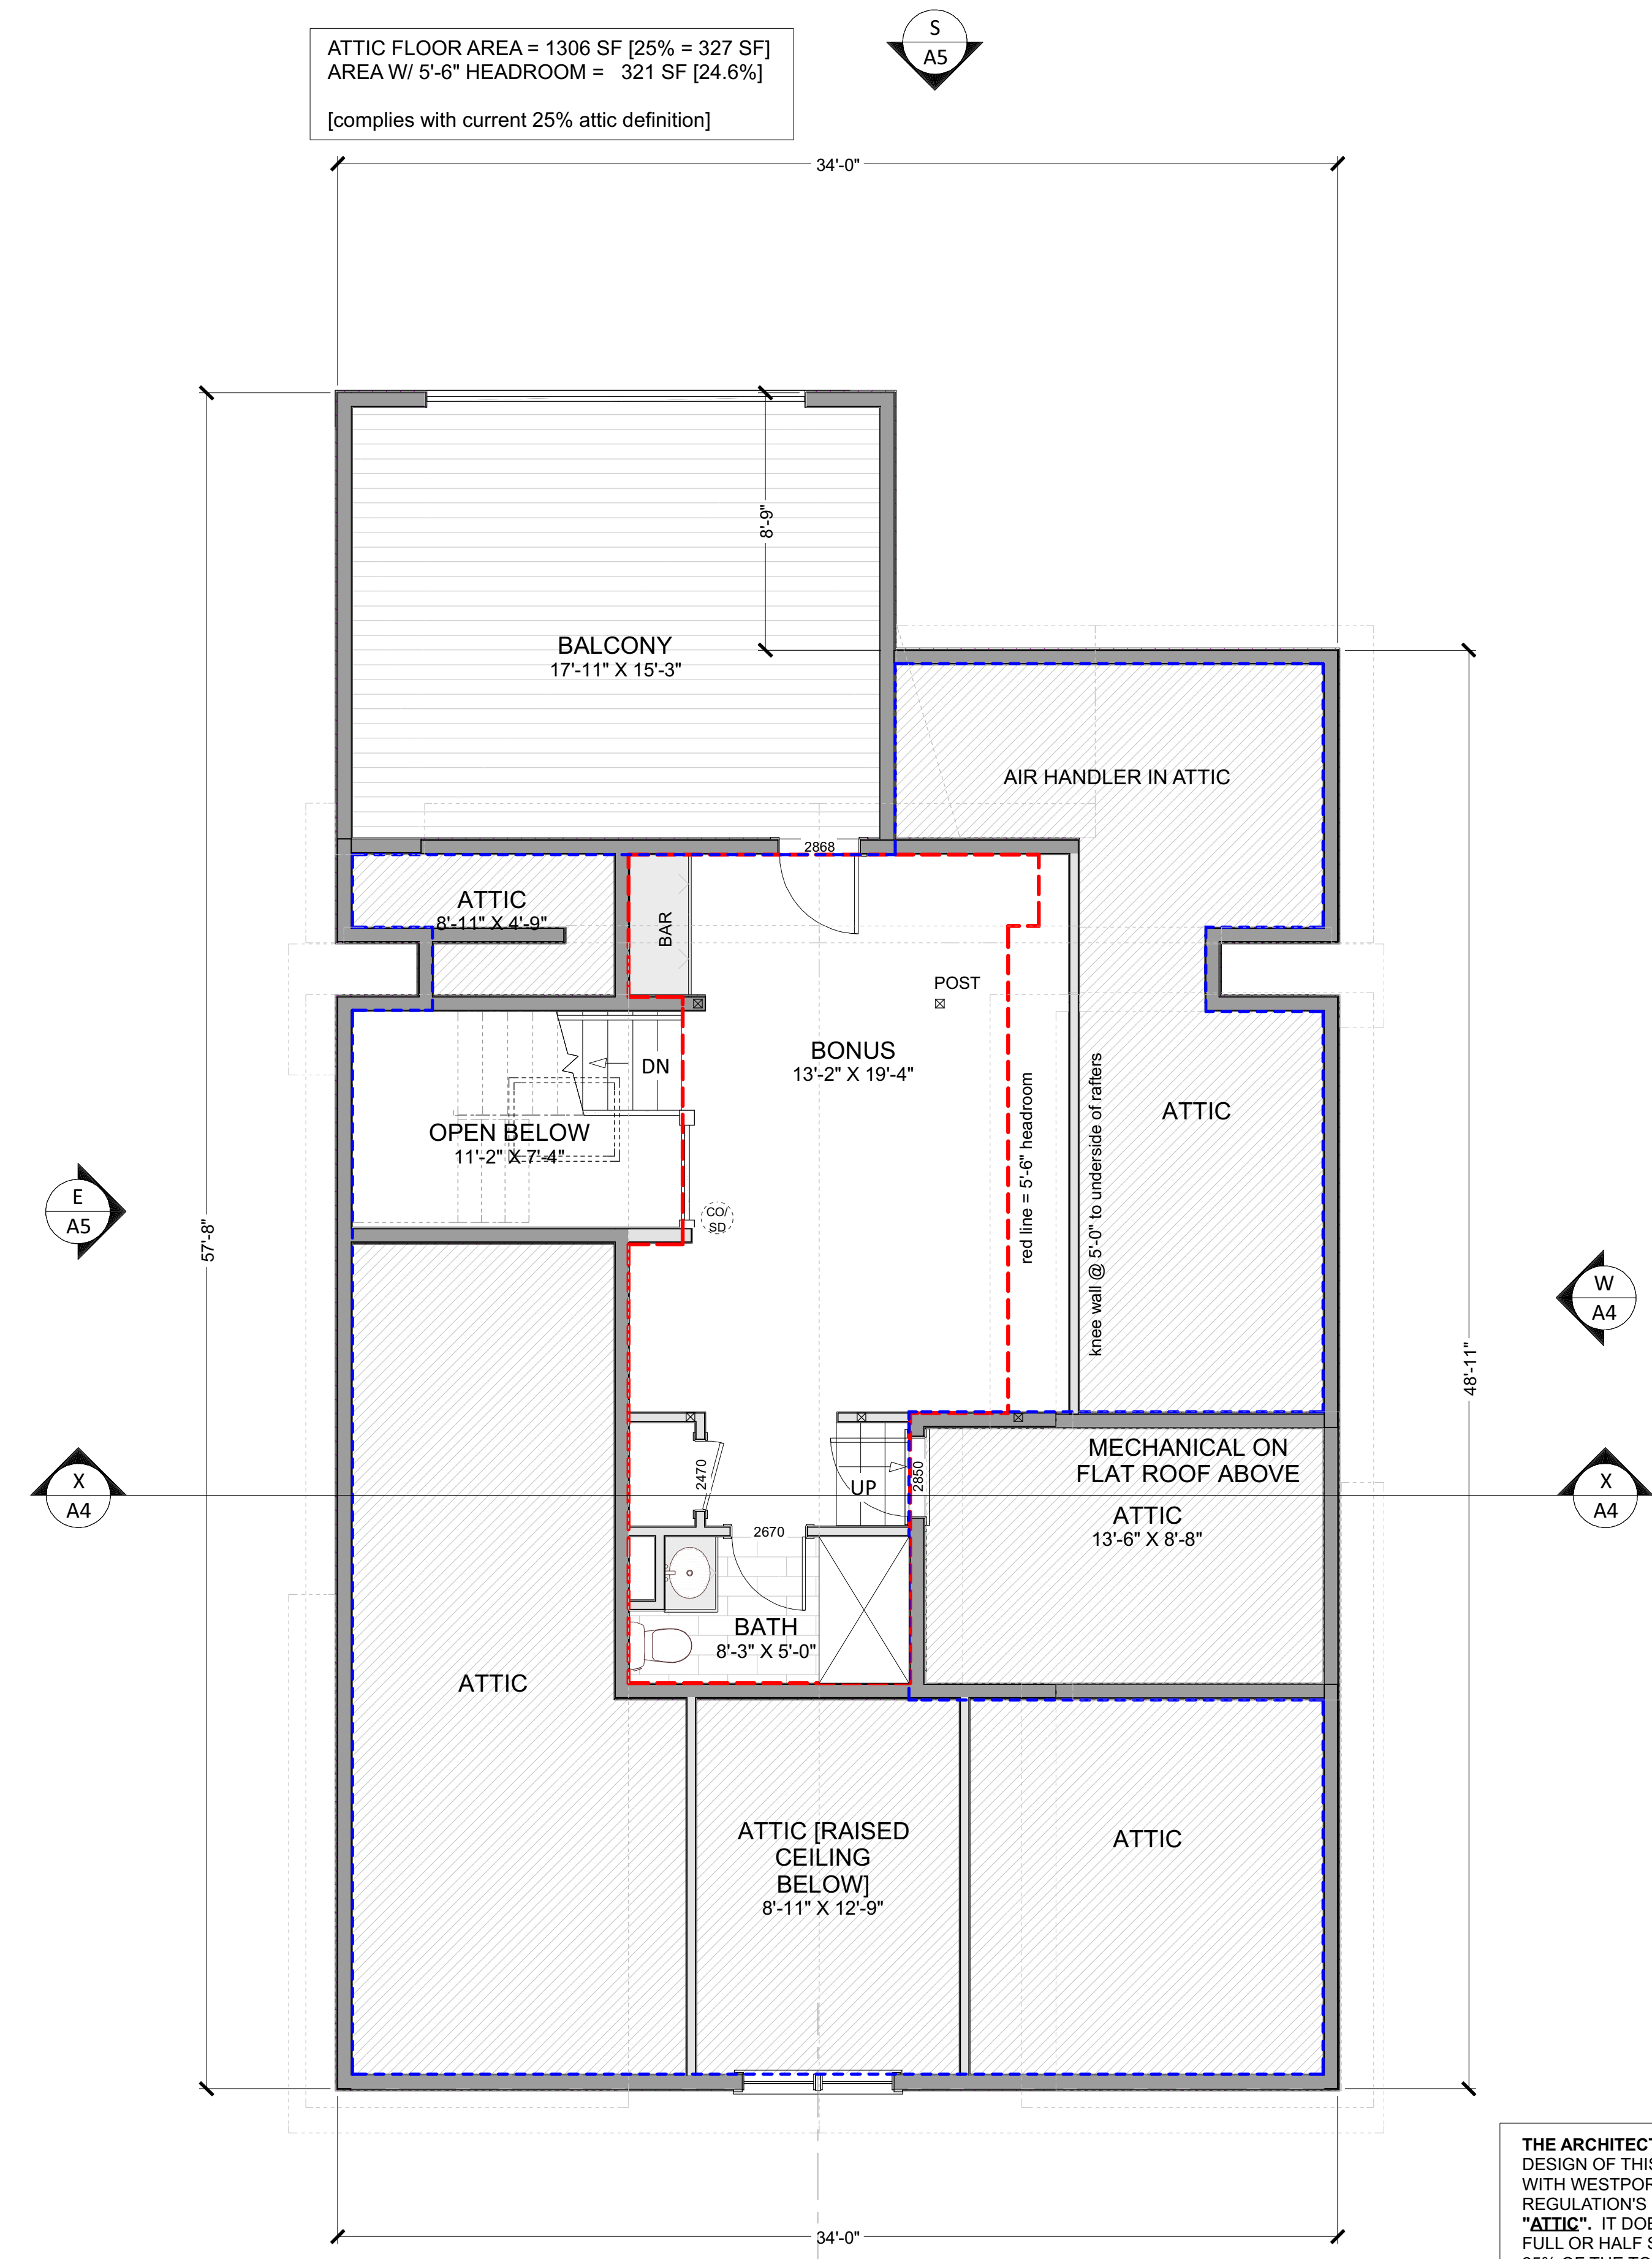 S
A5
ATTIC FLOOR AREA = 1306 SF [25% = 327 SF]
AREA W/ 5'-6" HEADROOM = 321 SF [24.6%]
[complies with current 25% attic definition]
34'-0"
8'-9"
BALCONY
17'-11" X 15'-3"
AIR HANDLER IN ATTIC
2868
ATTIC
8'-11" X 4'-9"
BAR
POST
BONUS
13'-2" X 19'-4"
DN
OPEN BELOW
11'-2" X 7'-4"
red line = 5'-6" headroom
knee wall @ 5'-0" to underside of rafters
ATTIC
CO/
SD
E
A5
57'-8"
W
A4
48'-11"
MECHANICAL ON
FLAT ROOF ABOVE
ATTIC
13'-6" X 8'-8"
2470
UP
2850
X
A4
X
A4
2670
BATH
8'-3" X 5'-0"
ATTIC
ATTIC [RAISED
CEILING
BELOW]
8'-11" X 12'-9"
ATTIC
34'-0"
THE ARCHITECT
DESIGN OF THIS
WITH WESTPOR
REGULATION'S
"ATTIC". IT DOE
FULL OR HALF S